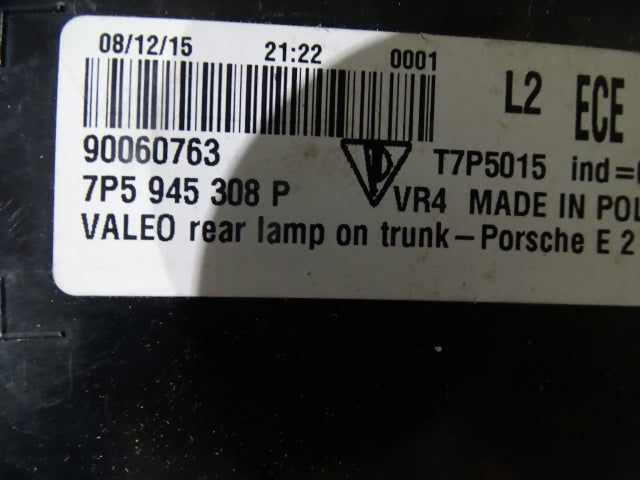 08/12/15 21:22 0001
L2 ECE
90060763
T7P5015 ind=
7P5 945 308 P
VR4 MADE IN POL
VALEO rear lamp on trunk-Porsche E 2